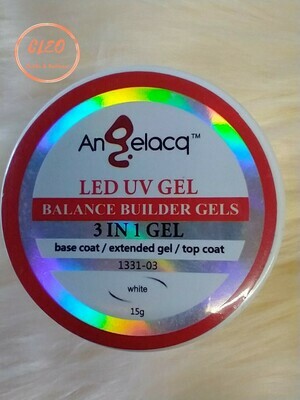 CLEO
Angelacq™
LED UV GEL
BALANCE BUILDER GELS
3 IN 1 GEL
base coat / extended gel / top coat
1331-03
white
15g